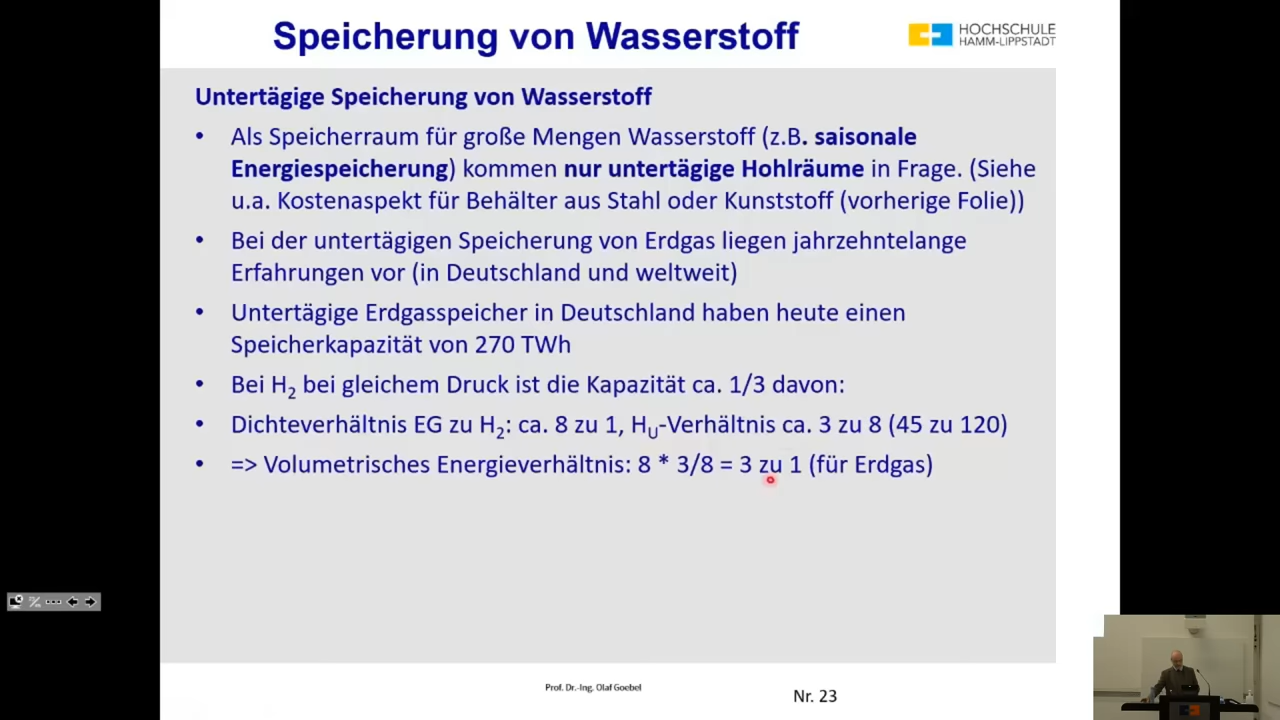 Speicherung von Wasserstoff
HOCHSCHULE
HAMM-LIPPSTADT
Untertägige Speicherung von Wasserstoff
• Als Speicherraum für große Mengen Wasserstoff (z.B. saisonale
Energiespeicherung) kommen nur untertägige Hohlräume in Frage. (Siehe
u.a. Kostenaspekt für Behälter aus Stahl oder Kunststoff (vorherige Folie))
• Bei der untertägigen Speicherung von Erdgas liegen jahrzehntelange
Erfahrungen vor (in Deutschland und weltweit)
• Untertägige Erdgasspeicher in Deutschland haben heute einen
Speicherkapazität von 270 TWh
• Bei H₂ bei gleichem Druck ist die Kapazität ca. 1/3 davon:
• Dichteverhältnis EG zu H₂: ca. 8 zu 1, H_U-Verhältnis ca. 3 zu 8 (45 zu 120)
• => Volumetrisches Energieverhältnis: 8 * 3/8 = 3 zu 1 (für Erdgas)
Prof. Dr.-Ing. Olaf Goebel
Nr. 23